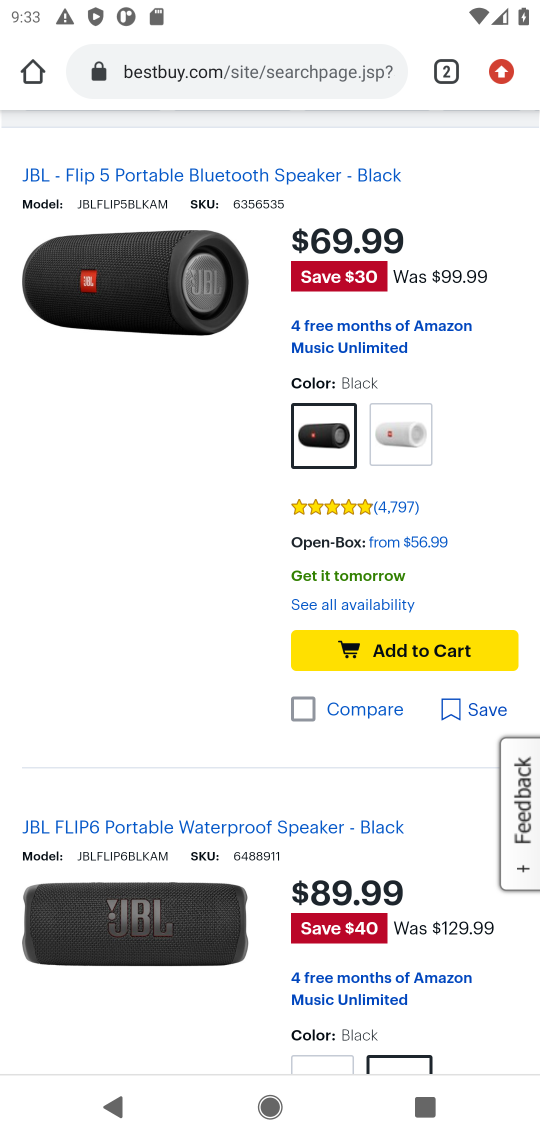 9:33
bestbuy.com/site/searchpage.jsp?
2
JBL - Flip 5 Portable Bluetooth Speaker - Black
Model: JBLFLIP5BLKAM SKU: 6356535
JBL
JBL
$69.99
Save $30 Was $99.99
4 free months of Amazon
Music Unlimited
Color: Black
(4,797)
Open-Box: from $56.99
Get it tomorrow
See all availability
Add to Cart
Compare
Save
+ Feedback
JBL FLIP6 Portable Waterproof Speaker - Black
Model: JBLFLIP6BLKAM SKU: 6488911
JBL
$89.99
Save $40 Was $129.99
4 free months of Amazon
Music Unlimited
Color: Black